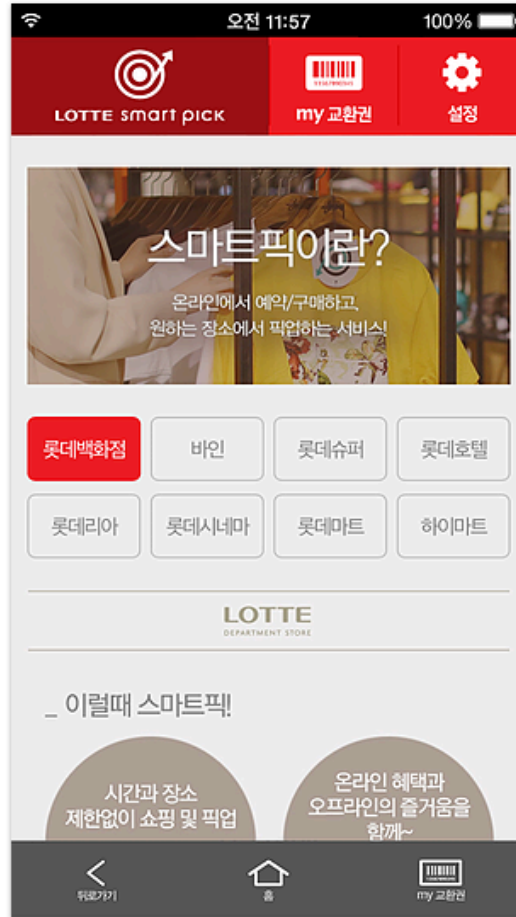 오전 11:57
100%
LOTTE smart pick
my 교환권
설정
스마트픽이란?
온라인에서 예약/구매하고,
원하는 장소에서 픽업하는 서비스!
롯데백화점
바인
롯데슈퍼
롯데호텔
롯데리아
롯데시네마
롯데마트
하이마트
LOTTE
DEPARTMENT STORE
_ 이럴때 스마트픽!
시간과 장소
제한없이 쇼핑 및 픽업
온라인 혜택과
오프라인의 즐거움을
함께~
뒤로가기
홈
my 교환권